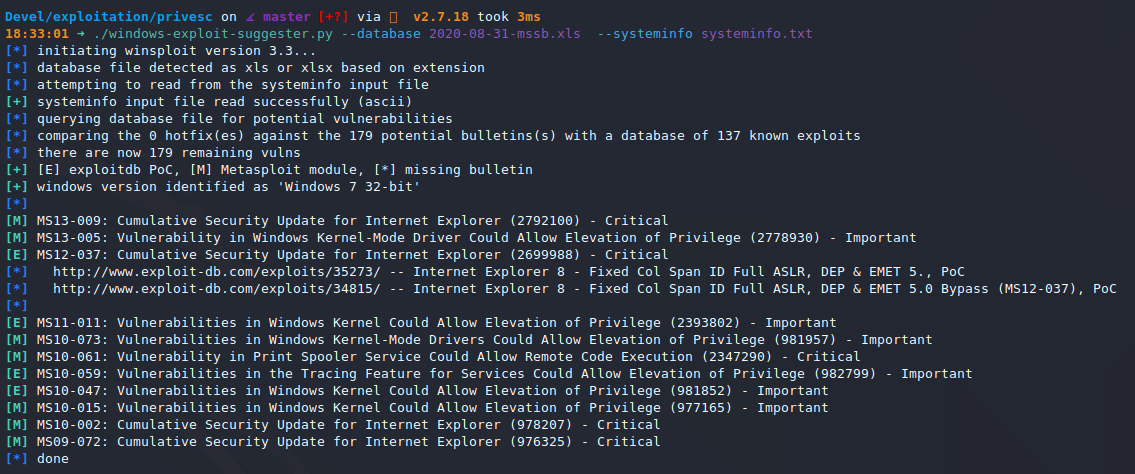 Devel/exploitation/privesc on master [+?] via v2.7.18 took 3ms
18:33:01 → ./windows-exploit-suggester.py --database 2020-08-31-mssb.xls --systeminfo systeminfo.txt
[*] initiating winsploit version 3.3...
[*] database file detected as xls or xlsx based on extension
[*] attempting to read from the systeminfo input file
[+] systeminfo input file read successfully (ascii)
[*] querying database file for potential vulnerabilities
[*] comparing the 0 hotfix(es) against the 179 potential bulletins(s) with a database of 137 known exploits
[*] there are now 179 remaining vulns
[+] [E] exploitdb PoC, [M] Metasploit module, [*] missing bulletin
[+] windows version identified as 'Windows 7 32-bit'
[*]
[M] MS13-009: Cumulative Security Update for Internet Explorer (2792100) - Critical
[M] MS13-005: Vulnerability in Windows Kernel-Mode Driver Could Allow Elevation of Privilege (2778930) - Important
[E] MS12-037: Cumulative Security Update for Internet Explorer (2699988) - Critical
[*] http://www.exploit-db.com/exploits/35273/ -- Internet Explorer 8 - Fixed Col Span ID Full ASLR, DEP & EMET 5., PoC
[*] http://www.exploit-db.com/exploits/34815/ -- Internet Explorer 8 - Fixed Col Span ID Full ASLR, DEP & EMET 5.0 Bypass (MS12-037), PoC
[*]
[E] MS11-011: Vulnerabilities in Windows Kernel Could Allow Elevation of Privilege (2393802) - Important
[M] MS10-073: Vulnerabilities in Windows Kernel-Mode Drivers Could Allow Elevation of Privilege (981957) - Important
[M] MS10-061: Vulnerability in Print Spooler Service Could Allow Remote Code Execution (2347290) - Critical
[E] MS10-059: Vulnerabilities in the Tracing Feature for Services Could Allow Elevation of Privilege (982799) - Important
[E] MS10-047: Vulnerabilities in Windows Kernel Could Allow Elevation of Privilege (981852) - Important
[M] MS10-015: Vulnerabilities in Windows Kernel Could Allow Elevation of Privilege (977165) - Important
[M] MS10-002: Cumulative Security Update for Internet Explorer (978207) - Critical
[M] MS09-072: Cumulative Security Update for Internet Explorer (976325) - Critical
[*] done